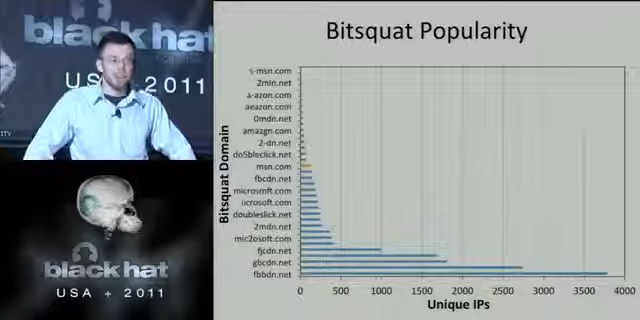 black hat
USA 2011
black hat
USA + 2011
Bitsquat Popularity
Bitsquat Domain
s-msn.com
2mln.net
a-azon.com
aeazon.com
0mdn.net
amazgn.com
2-dn.net
do5bleclick.net
msn.com
fbcdn.net
microsmft.com
iicrosoft.com
doubleslick.net
2mdn.net
mic2osoft.com
fjcdn.net
gbcdn.net
fbbdn.net
0 500 1000 1500 2000 2500 3000 3500 4000
Unique IPs